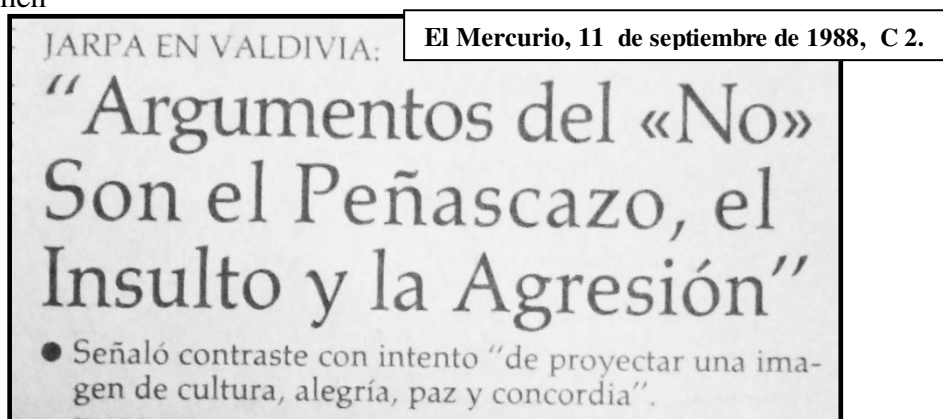 JARPA EN VALDIVIA:
El Mercurio, 11 de septiembre de 1988, C 2.
“Argumentos del «No»
Son el Peñascazo, el
Insulto y la Agresión”
● Señaló contraste con intento “de proyectar una ima-
gen de cultura, alegría, paz y concordia”.